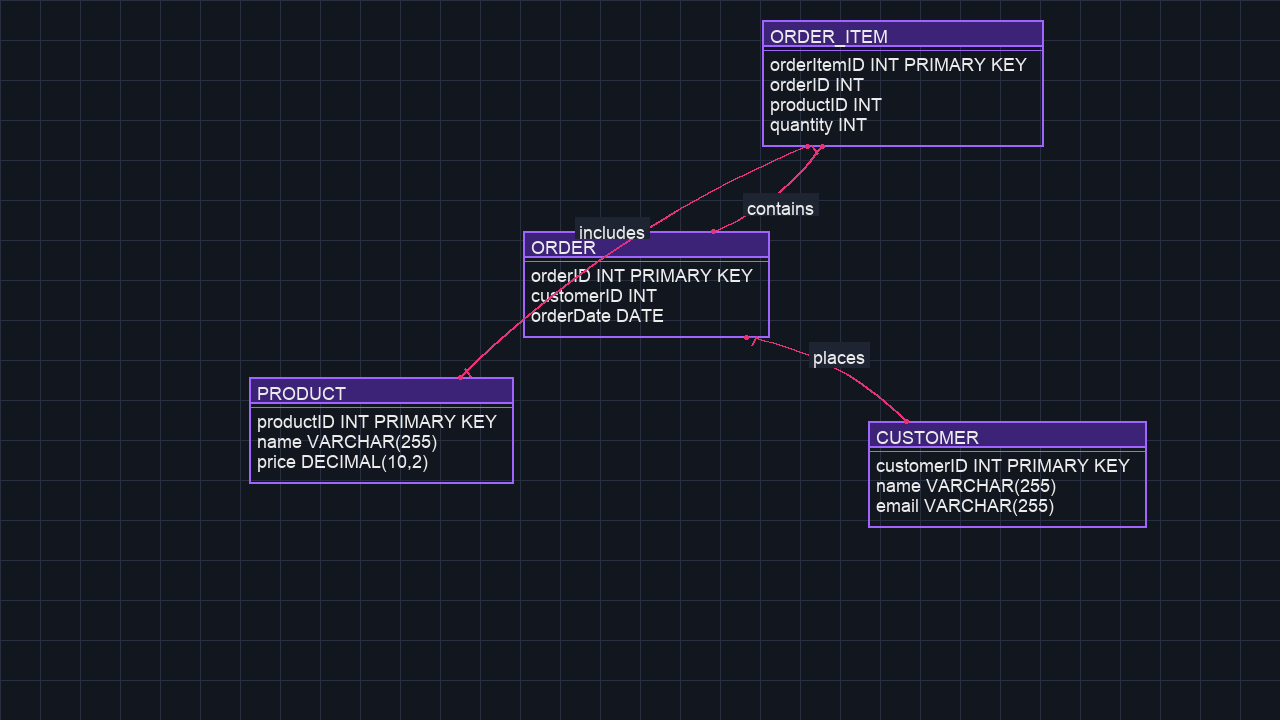 ORDER_ITEM
orderItemID INT PRIMARY KEY
orderID INT
productID INT
quantity INT
contains
includes
ORDER
orderID INT PRIMARY KEY
customerID INT
orderDate DATE
places
PRODUCT
productID INT PRIMARY KEY
name VARCHAR(255)
price DECIMAL(10,2)
CUSTOMER
customerID INT PRIMARY KEY
name VARCHAR(255)
email VARCHAR(255)